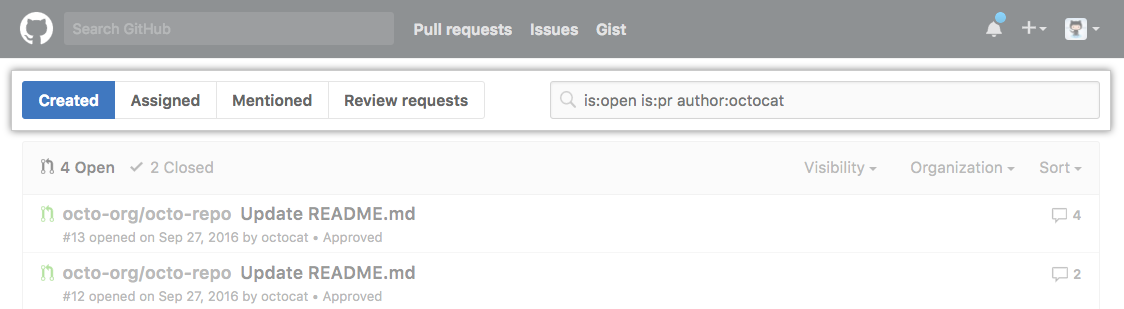 Search GitHub Pull requests Issues Gist
Created Assigned Mentioned Review requests is:open is:pr author:octocat
4 Open 2 Closed Visibility Organization Sort
octo-org/octo-repo Update README.md 4
#13 opened on Sep 27, 2016 by octocat • Approved
octo-org/octo-repo Update README.md 2
#12 opened on Sep 27, 2016 by octocat • Approved